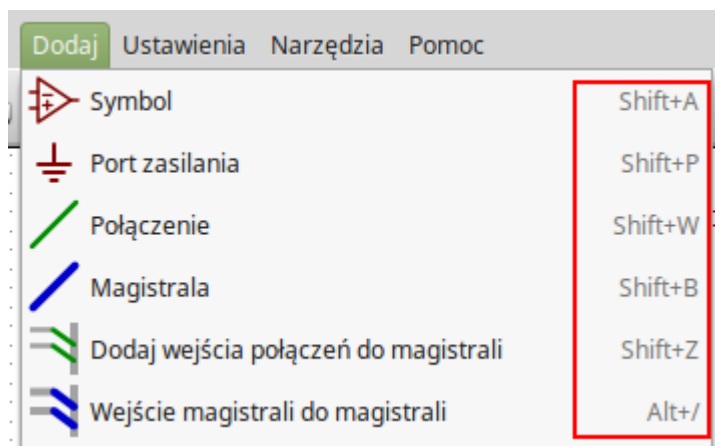 Dodaj Ustawienia Narzędzia Pomoc
Symbol Shift+A
Port zasilania Shift+P
Połączenie Shift+W
Magistrala Shift+B
Dodaj wejścia połączeń do magistrali Shift+Z
Wejście magistrali do magistrali Alt+/